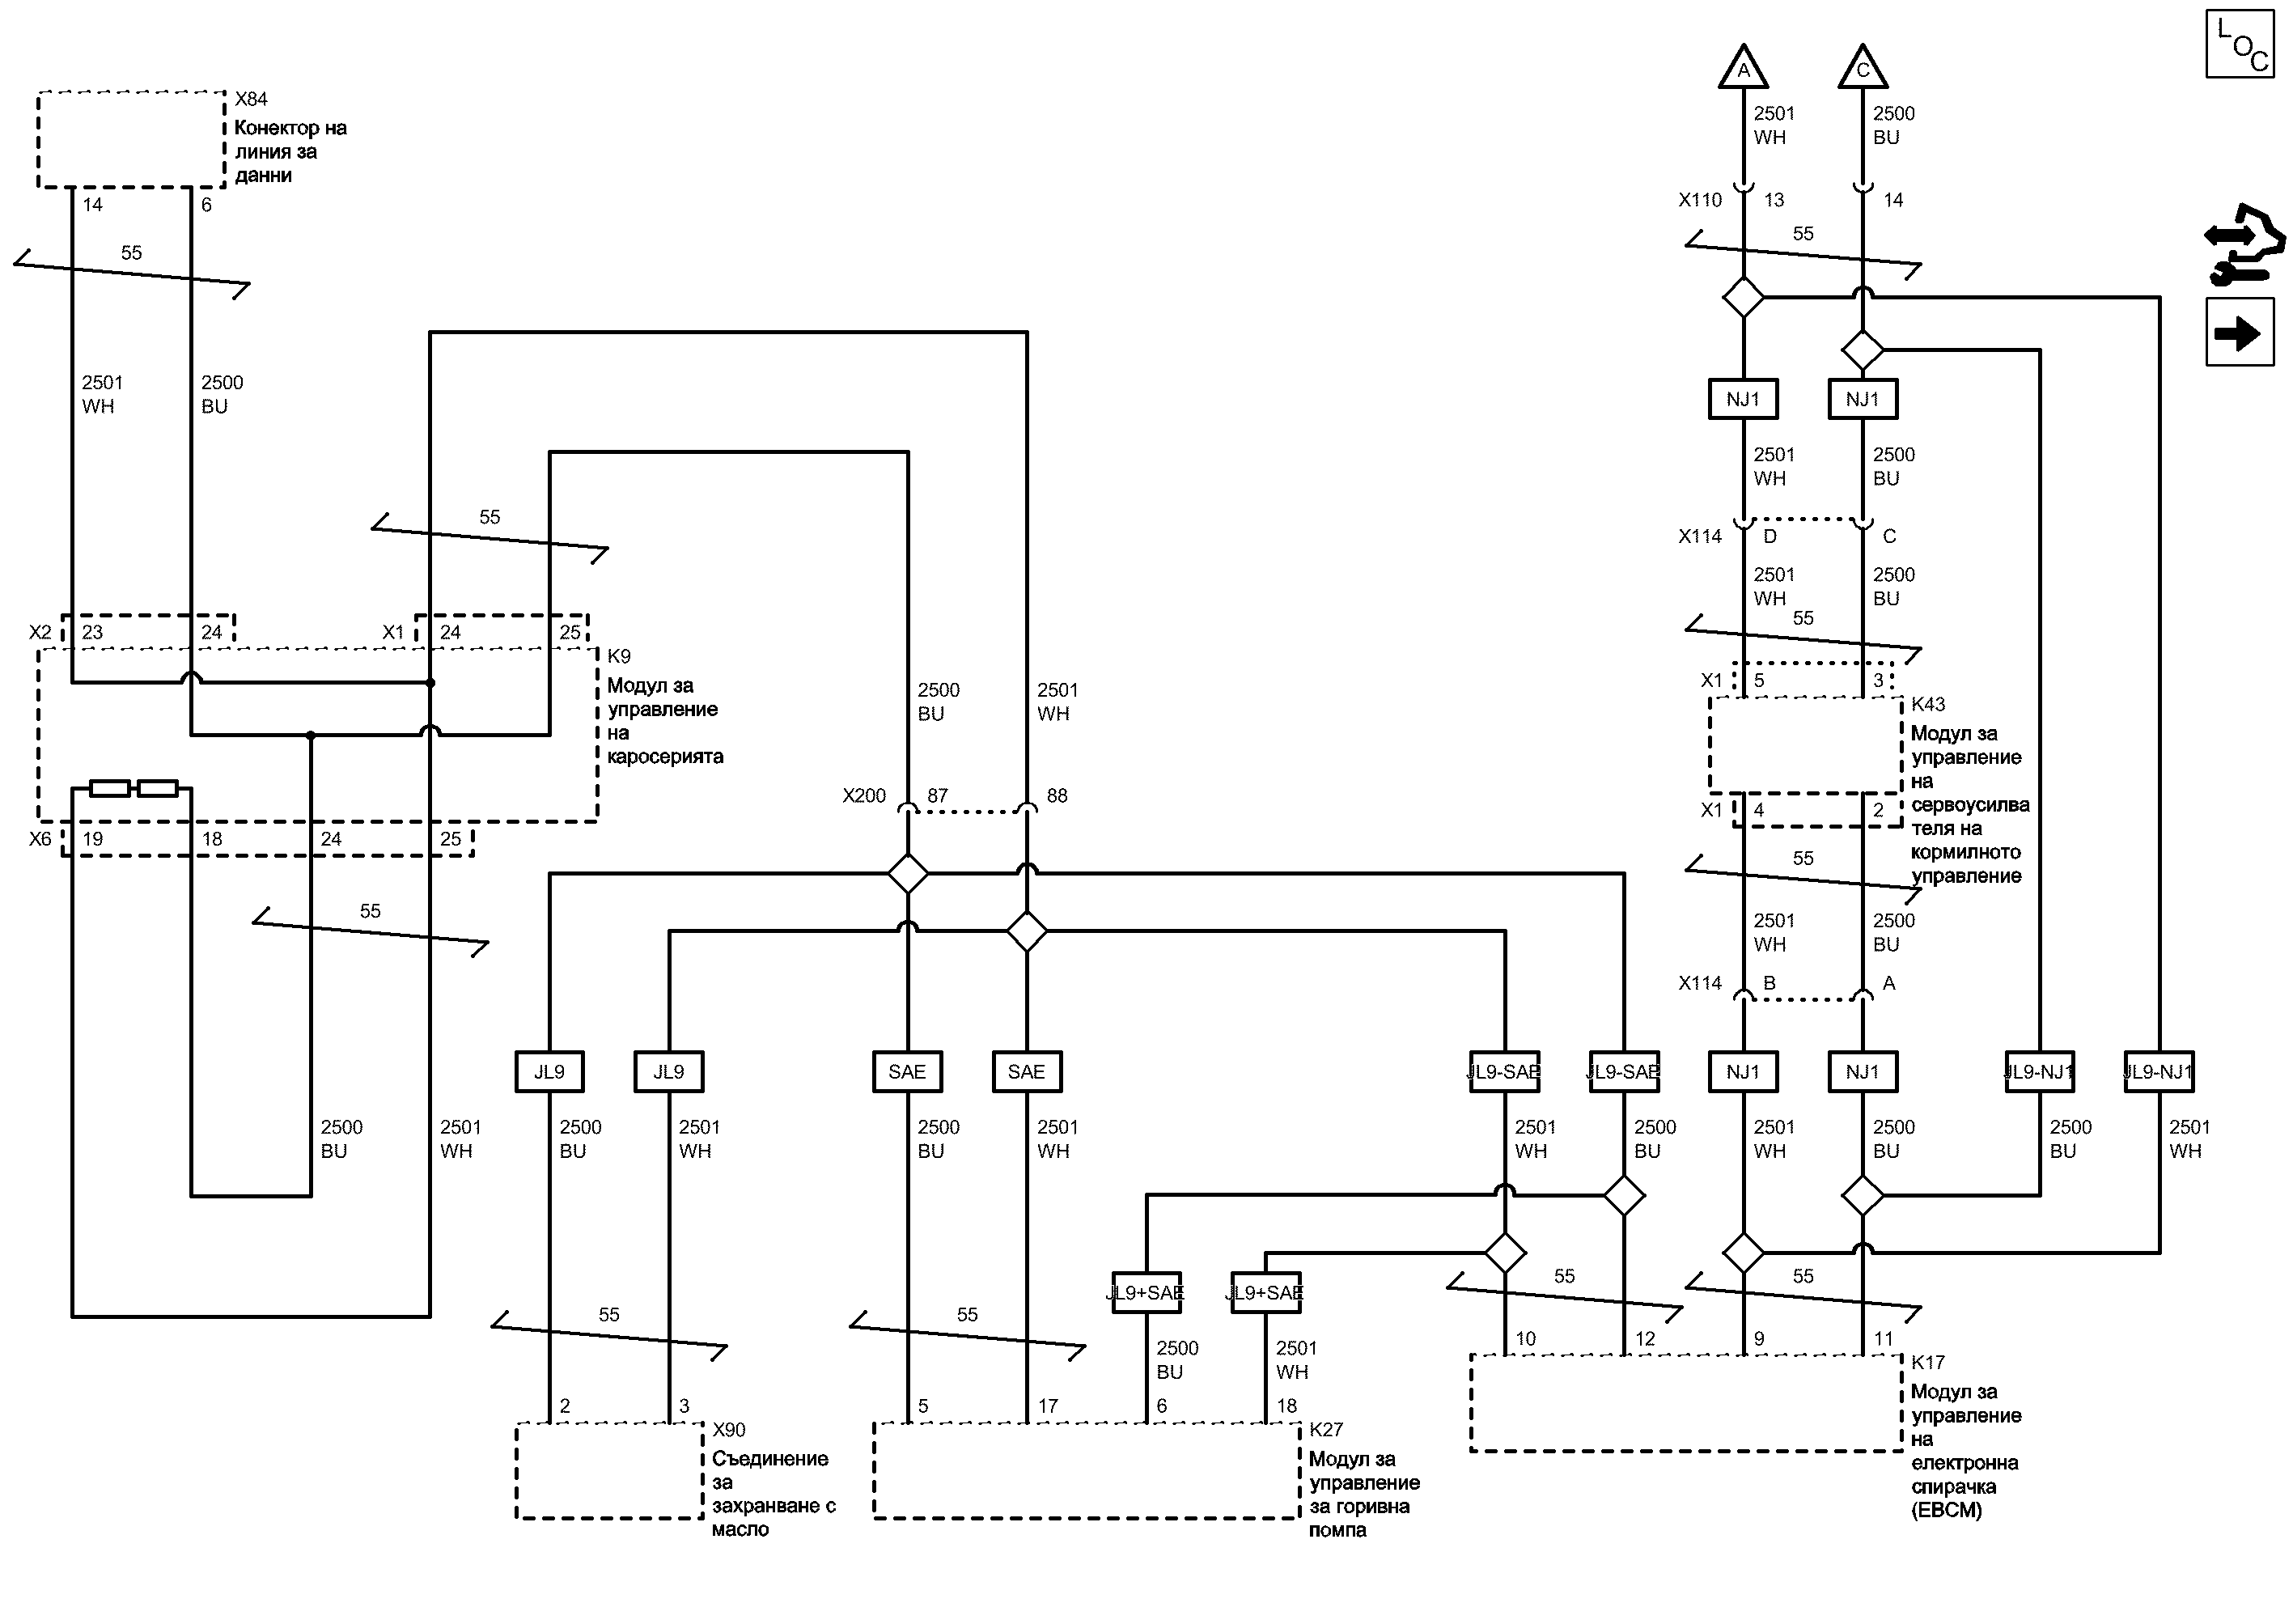 L
O
C
A
C
2501
WH
2500
BU
X110
13
14
55
X84
Конектор на
линия за
данни
14
6
55
2501
WH
2500
BU
55
X2
23
24
X1
24
25
K9
Модул за
управление
на
каросерията
X6
19
18
24
25
55
2500
BU
2501
WH
2500
BU
2501
WH
X200
87
88
NJ1
NJ1
2501
WH
2500
BU
X114
D
C
2501
WH
2500
BU
55
X1
5
3
K43
Модул за
управление
на
сервоусилва
теля на
кормилното
управление
X1
4
2
55
2501
WH
2500
BU
X114
B
A
JL9
JL9
SAE
SAE
JL9-SAE
JL9-SAE
NJ1
NJ1
JL9-NJ1
JL9-NJ1
2500
BU
2501
WH
2500
BU
2501
WH
2501
WH
2500
BU
2501
WH
2500
BU
2500
BU
2501
WH
JL9+SAE
JL9+SAE
55
55
55
55
2500
BU
2501
WH
10
12
9
11
K17
Модул за
управление
на
електронна
спирачка
(EBCM)
2
3
X90
Съединение
за
захранване с
масло
5
17
6
18
K27
Модул за
управление
за горивна
помпа